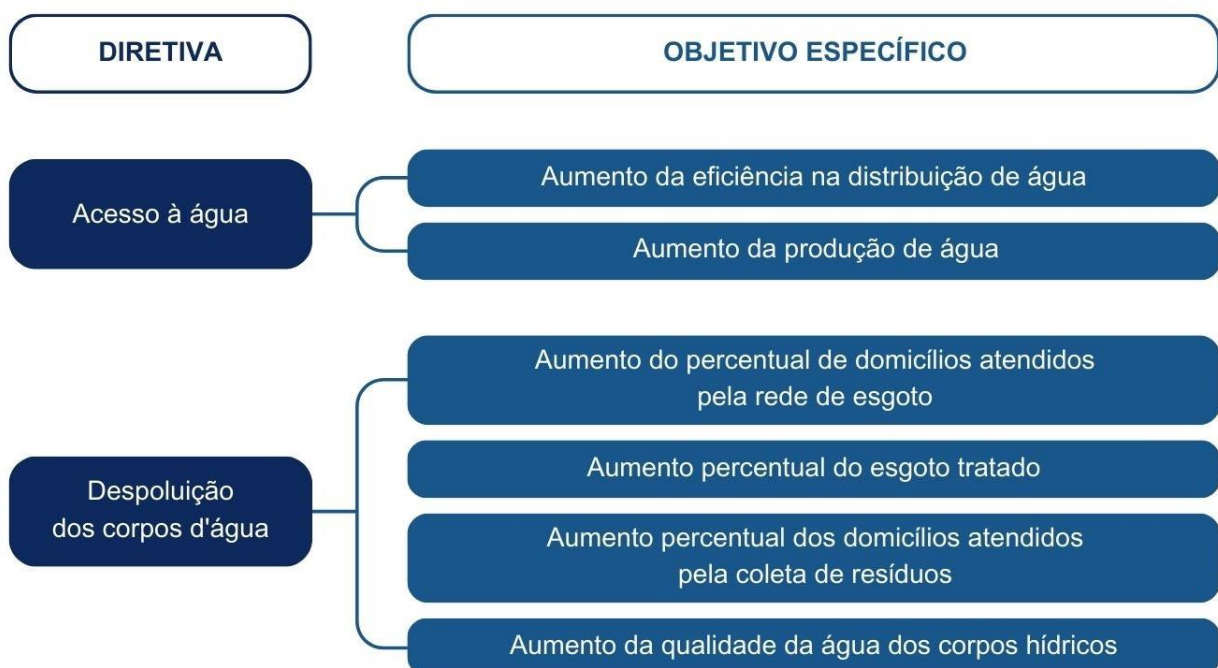 DIRETIVA
OBJETIVO ESPECÍFICO
Acesso à água
Aumento da eficiência na distribuição de água
Aumento da produção de água
Despoluição
dos corpos d'água
Aumento do percentual de domicílios atendidos
pela rede de esgoto
Aumento percentual do esgoto tratado
Aumento percentual dos domicílios atendidos
pela coleta de resíduos
Aumento da qualidade da água dos corpos hídricos